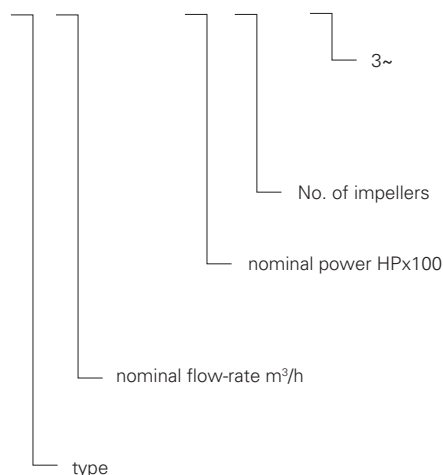 3~
No. of impellers
nominal power HPx100
nominal flow-rate m³/h
type